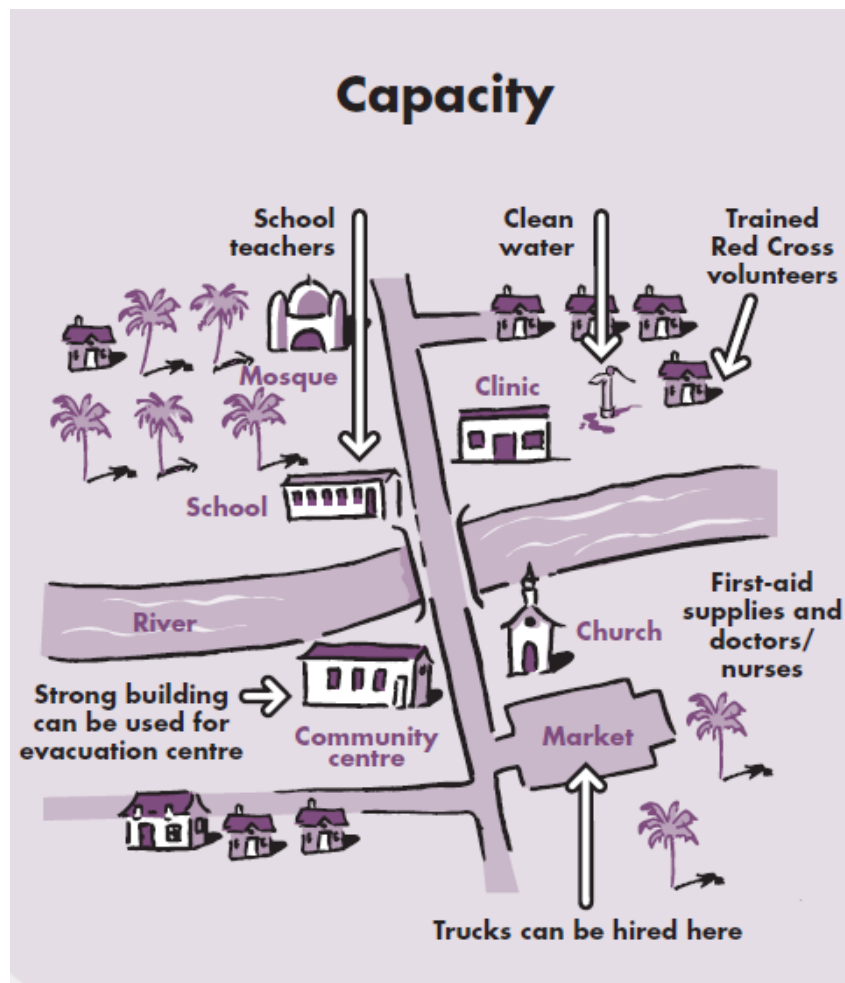 Capacity
School
teachers
Clean
water
Trained
Red Cross
volunteers
Mosque
Clinic
School
River
Church
First-aid
supplies and
doctors/
nurses
Strong building
can be used for
evacuation centre
Community
centre
Market
Trucks can be hired here